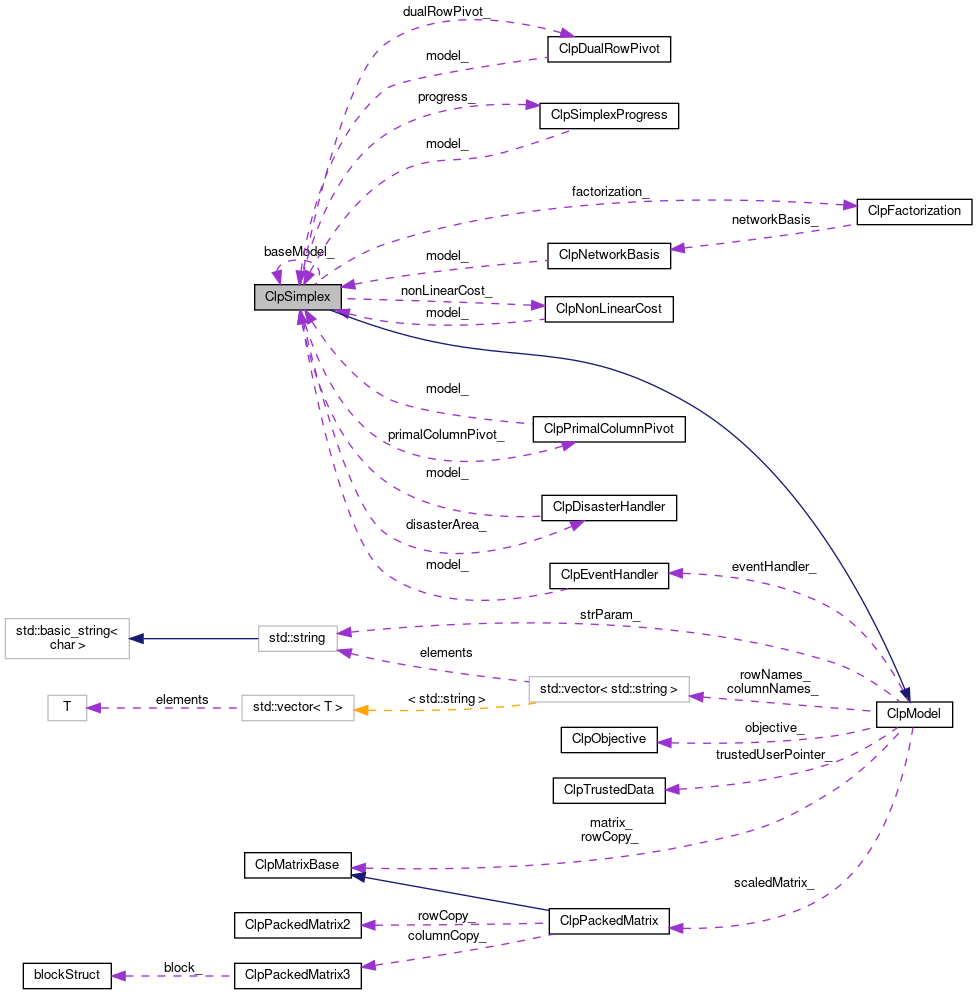 dualRowPivot_
ClpDualRowPivot
model_
progress_
ClpSimplexProgress
model_
factorization_
ClpFactorization
networkBasis_
baseModel_
model_
ClpNetworkBasis
ClpSimplex
nonLinearCost_
ClpNonLinearCost
model_
model_
ClpPrimalColumnPivot
primalColumnPivot_
model_
ClpDisasterHandler
disasterArea_
model_
ClpEventHandler
eventHandler_
strParam_
std::basic_string<
char >
std::string
elements
std::vector< std::string >
rowNames_
columnNames_
T
elements
std::vector< T >
< std::string >
ClpModel
ClpObjective
objective_
trustedUserPointer_
ClpTrustedData
matrix_
rowCopy_
ClpMatrixBase
scaledMatrix_
ClpPackedMatrix
rowCopy_
ClpPackedMatrix2
columnCopy_
blockStruct
block_
ClpPackedMatrix3